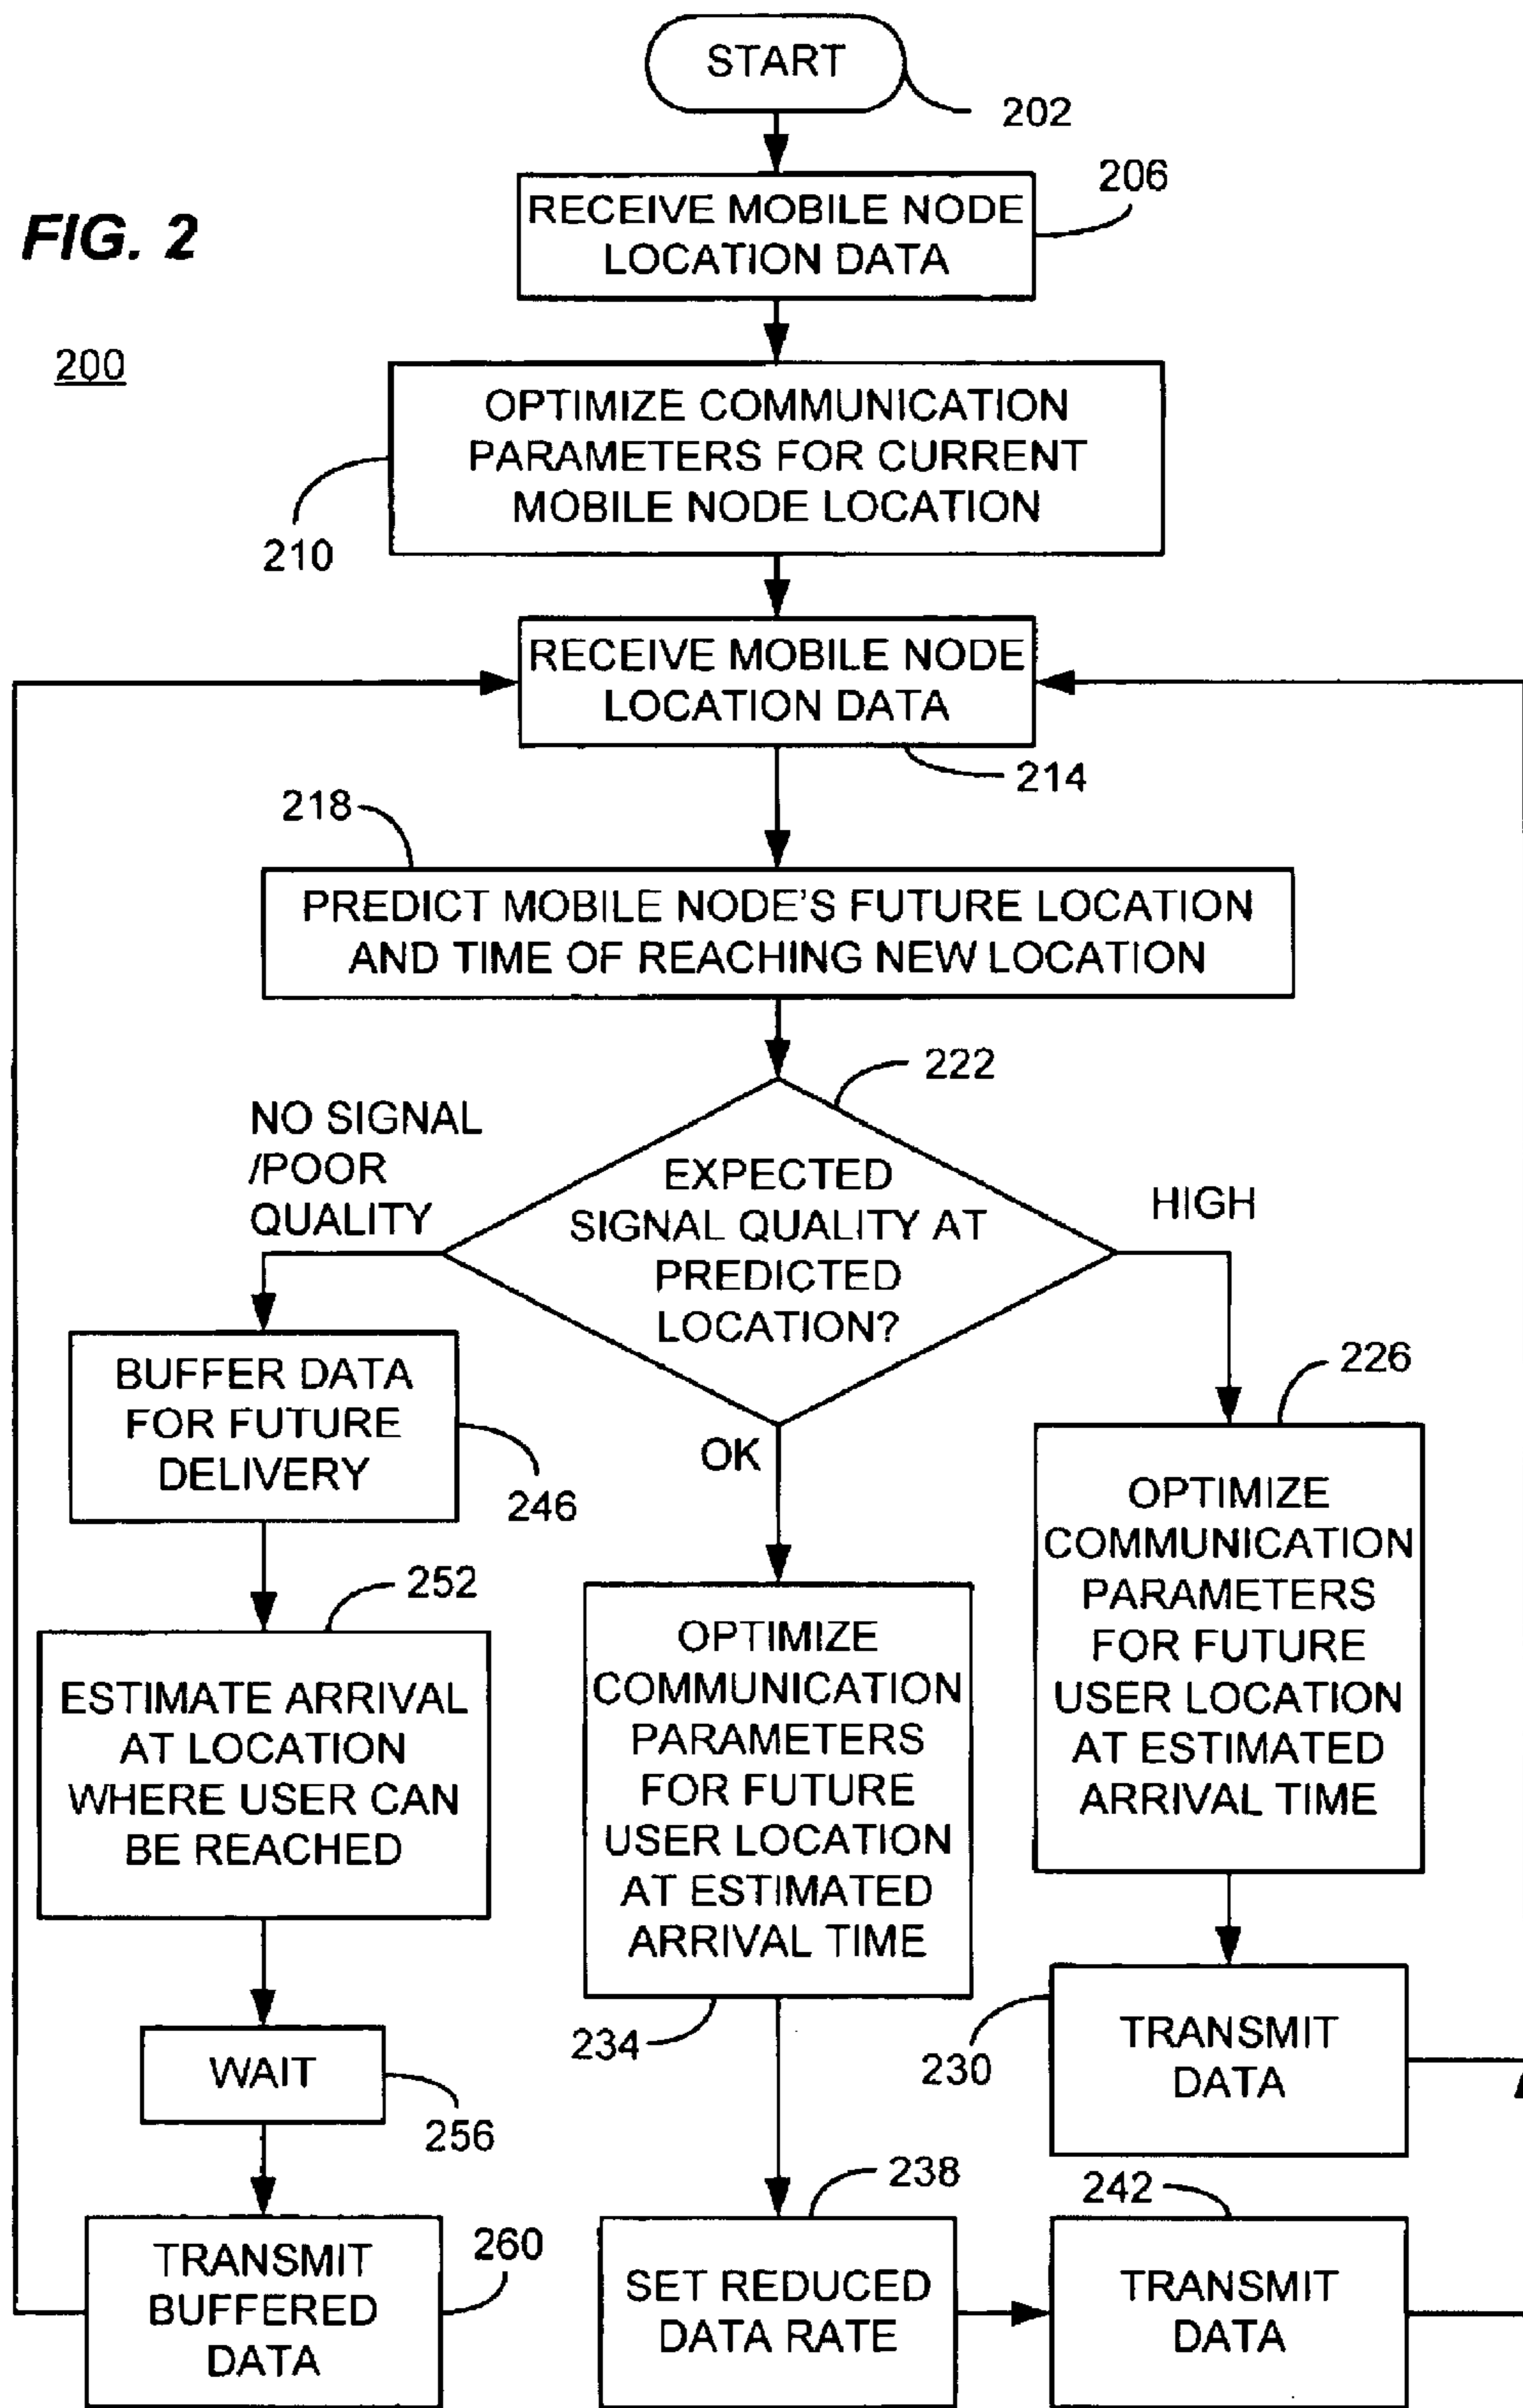 START
202
FIG. 2
200
RECEIVE MOBILE NODE
LOCATION DATA
206
OPTIMIZE COMMUNICATION
PARAMETERS FOR CURRENT
MOBILE NODE LOCATION
210
RECEIVE MOBILE NODE
LOCATION DATA
214
218
PREDICT MOBILE NODE'S FUTURE LOCATION
AND TIME OF REACHING NEW LOCATION
222
EXPECTED
SIGNAL QUALITY AT
PREDICTED
LOCATION?
NO SIGNAL
/POOR
QUALITY
HIGH
OK
BUFFER DATA
FOR FUTURE
DELIVERY
246
252
ESTIMATE ARRIVAL
AT LOCATION
WHERE USER CAN
BE REACHED
WAIT
256
TRANSMIT
BUFFERED
DATA
260
OPTIMIZE
COMMUNICATION
PARAMETERS
FOR FUTURE
USER LOCATION
AT ESTIMATED
ARRIVAL TIME
234
238
SET REDUCED
DATA RATE
226
OPTIMIZE
COMMUNICATION
PARAMETERS
FOR FUTURE
USER LOCATION
AT ESTIMATED
ARRIVAL TIME
230
TRANSMIT
DATA
242
TRANSMIT
DATA